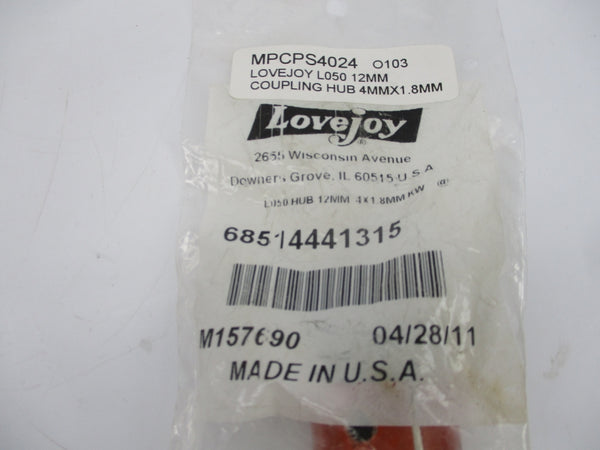 MPCPS4024 O103
LOVEJOY L050 12MM
COUPLING HUB 4MMX1.8MM
Lovejoy ®
2655 Wisconsin Avenue
Downers Grove, IL 60515 U.S.A
L050 HUB 12MM 4X1.8MM KW @
68514441315
M157690 04/28/11
MADE IN U.S.A.